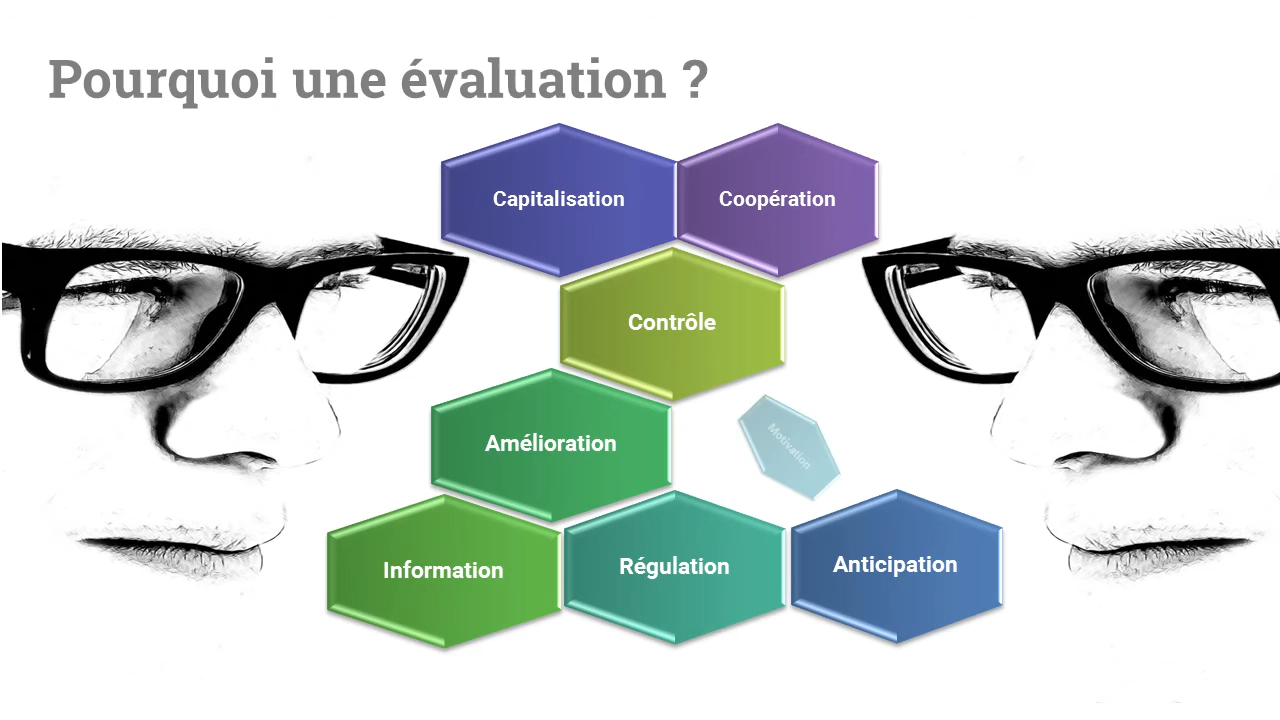 Pourquoi une évaluation ?
Capitalisation
Coopération
Contrôle
Amélioration
Motivation
Information
Régulation
Anticipation